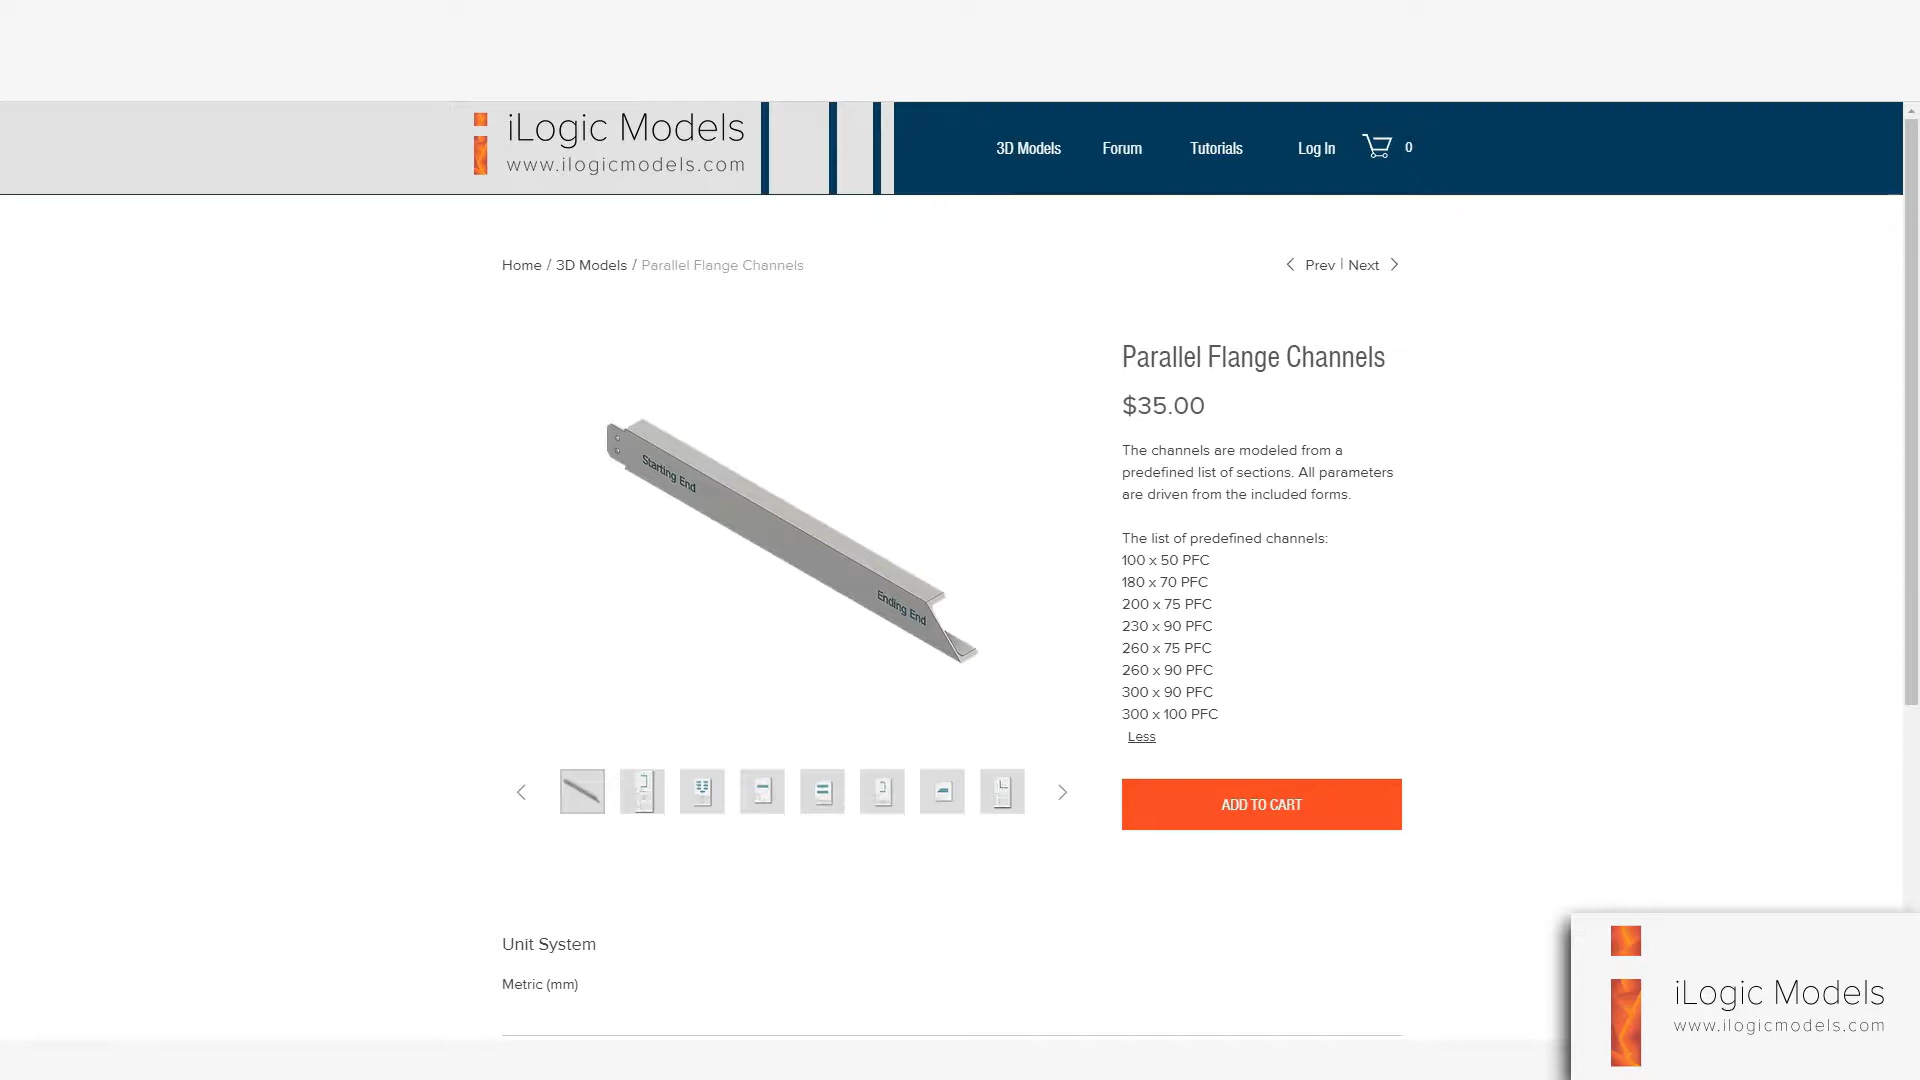 iLogic Models
www.ilogicmodels.com
3D Models
Forum
Tutorials
Log In
0
Home / 3D Models / Parallel Flange Channels
Prev | Next
Parallel Flange Channels
$35.00
The channels are modeled from a
predefined list of sections. All parameters
are driven from the included forms.
The list of predefined channels:
100 x 50 PFC
180 x 70 PFC
200 x 75 PFC
230 x 90 PFC
260 x 75 PFC
260 x 90 PFC
300 x 90 PFC
300 x 100 PFC
Less
ADD TO CART
Starting End
Ending End
Unit System
Metric (mm)
iLogic Models
www.ilogicmodels.com